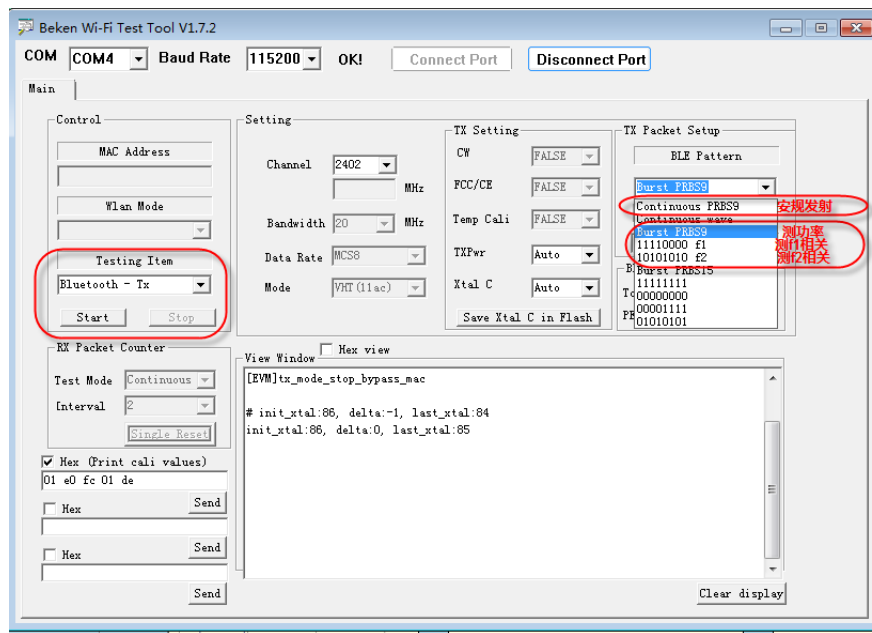 Beken Wi-Fi Test Tool V1.7.2
COM COM4 Baud Rate 115200 OK! Connect Port Disconnect Port
Main
Control
MAC Address
Wlan Mode
Testing Item
Bluetooth - Tx
Start Stop
Setting
Channel 2402
MHz
Bandwidth 20 MHz
Data Rate MCS8
Mode VHT(11ac)
TX Setting
CW FALSE
FCC/CE FALSE
Temp Cali FALSE
TXPwr Auto
Xtal C Auto
Save Xtal C in Flash
TX Packet Setup
BLE Pattern
Burst PRBS9
Continuous PRBS9 安规发射
Continuous wave
Burst PRBS9 测功率
11110000 f1 测f1相关
10101010 f2 测f2相关
Burst PRBS15
11111111
00000000
00001111
01010101
RX Packet Counter
Test Mode Continuous
Interval 2
Single Reset
Hex (Print cali values)
01 e0 fc 01 de
Hex Send
Hex Send
Send
View Window Hex view
[EVM]tx_mode_stop_bypass_mac
# init_xtal:86, delta:-1, last_xtal:84
init_xtal:86, delta:0, last_xtal:85
Clear display